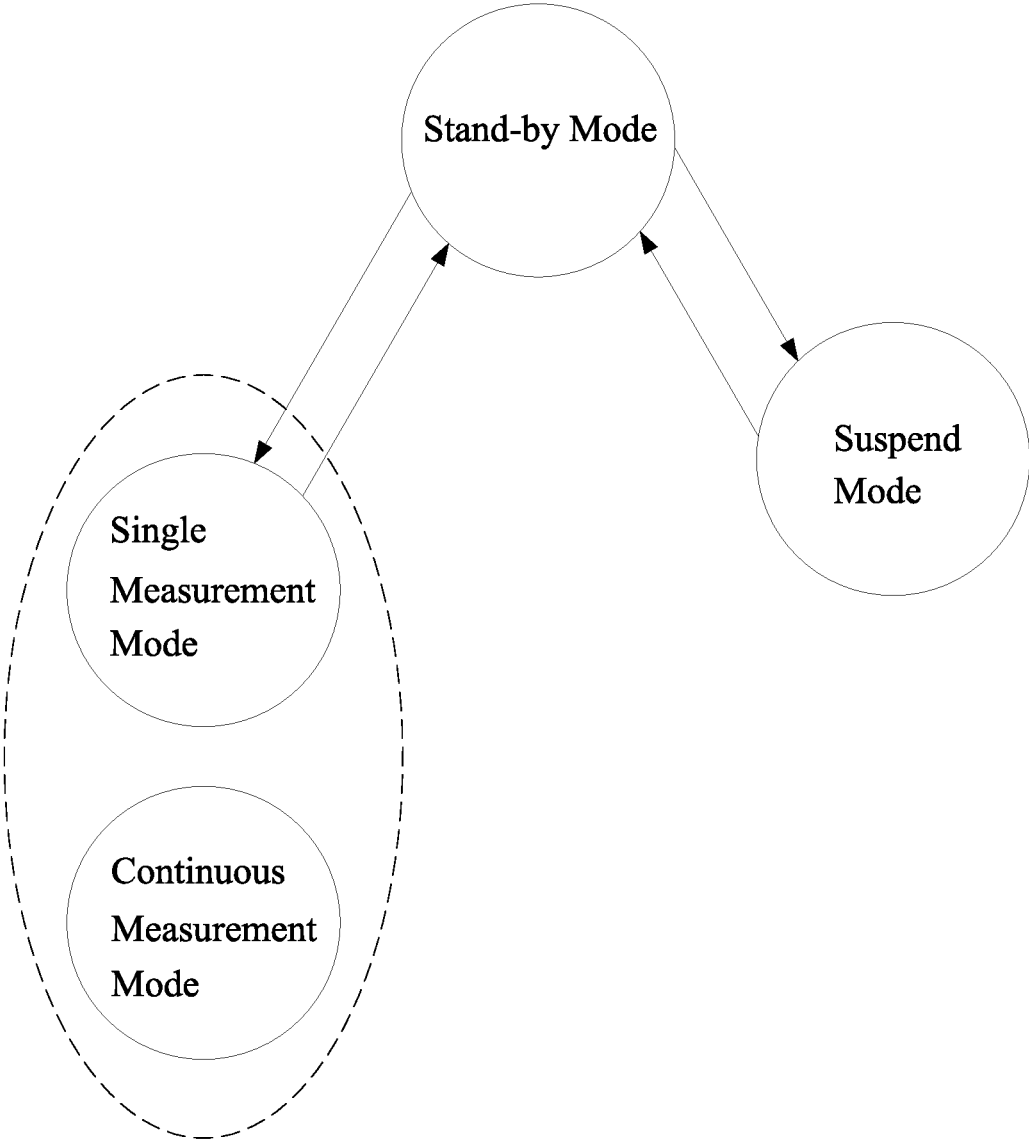 Stand-by Mode
Suspend
Mode
Single
Measurement
Mode
Continuous
Measurement
Mode